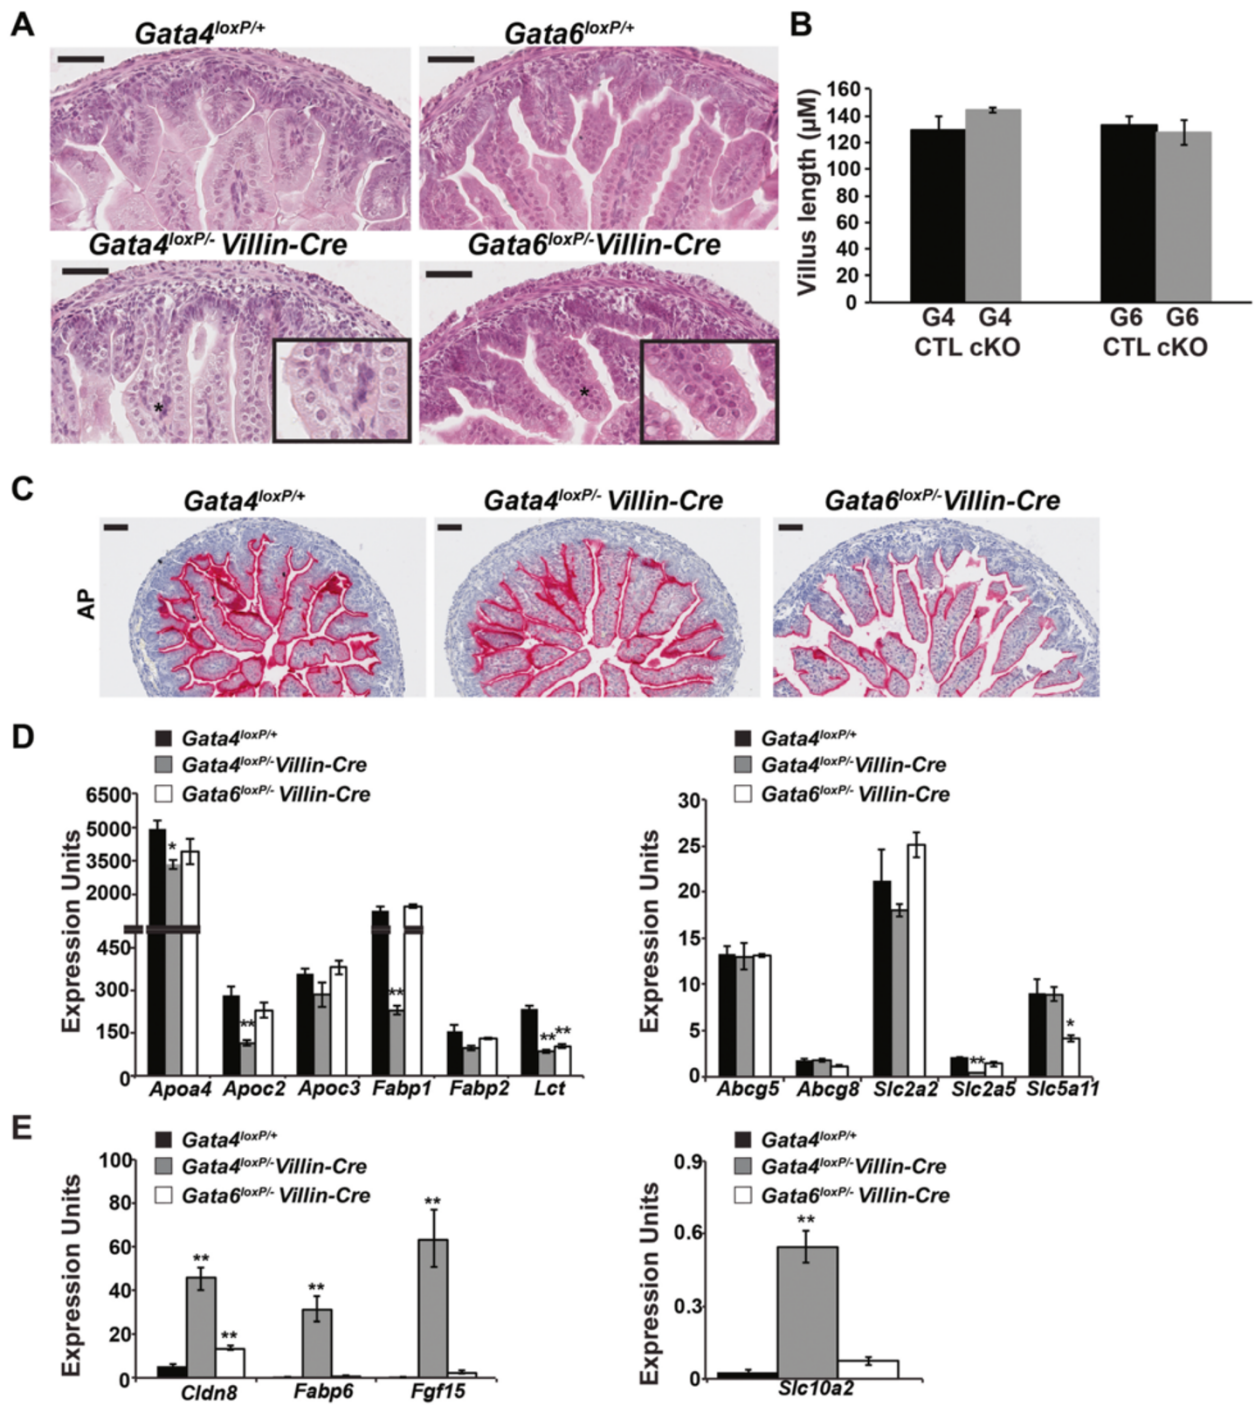 A
Gata4loxP/+
Gata6loxP/+
Gata4loxP/- Villin-Cre
Gata6loxP/-Villin-Cre
*
*
B
Villus length (µM)
160
140
120
100
80
60
40
20
0
G4 G4 G6 G6
CTL cKO CTL cKO
C
Gata4loxP/+
Gata4loxP/- Villin-Cre
Gata6loxP/-Villin-Cre
AP
D
Gata4loxP/+
Gata4loxP/-Villin-Cre
Gata6loxP/- Villin-Cre
Expression Units
6500
5000
3500
2000
450
300
150
0
*
**
**
** **
Apoa4 Apoc2 Apoc3 Fabp1 Fabp2 Lct
Gata4loxP/+
Gata4loxP/-Villin-Cre
Gata6loxP/- Villin-Cre
Expression Units
30
25
20
15
10
5
0
**
*
Abcg5 Abcg8 Slc2a2 Slc2a5 Slc5a11
E
Gata4loxP/+
Gata4loxP/-Villin-Cre
Gata6loxP/- Villin-Cre
Expression Units
100
80
60
40
20
0
**
**
**
**
Cldn8 Fabp6 Fgf15
Gata4loxP/+
Gata4loxP/-Villin-Cre
Gata6loxP/- Villin-Cre
Expression Units
0.9
0.6
0.3
0
**
Slc10a2